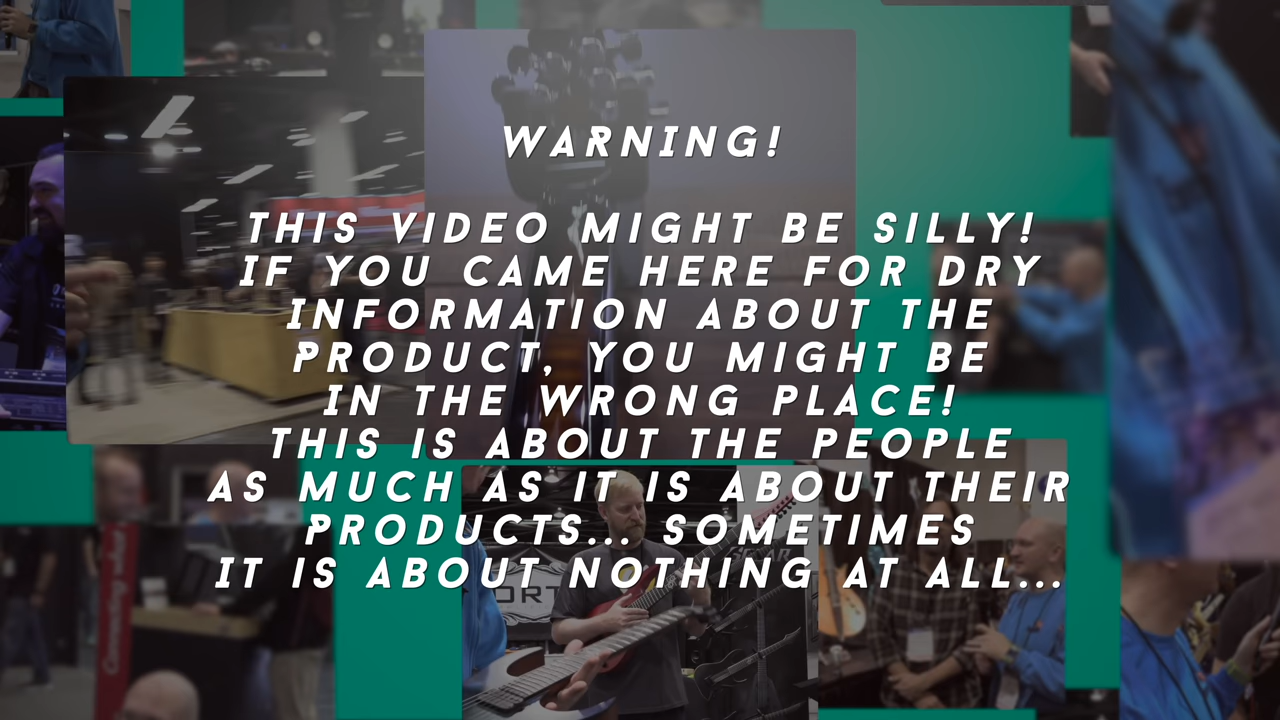 WARNING!
THIS VIDEO MIGHT BE SILLY!
IF YOU CAME HERE FOR DRY
INFORMATION ABOUT THE
PRODUCT, YOU MIGHT BE
IN THE WRONG PLACE!
THIS IS ABOUT THE PEOPLE
AS MUCH AS IT IS ABOUT THEIR
PRODUCTS... SOMETIMES
IT IS ABOUT NOTHING AT ALL...